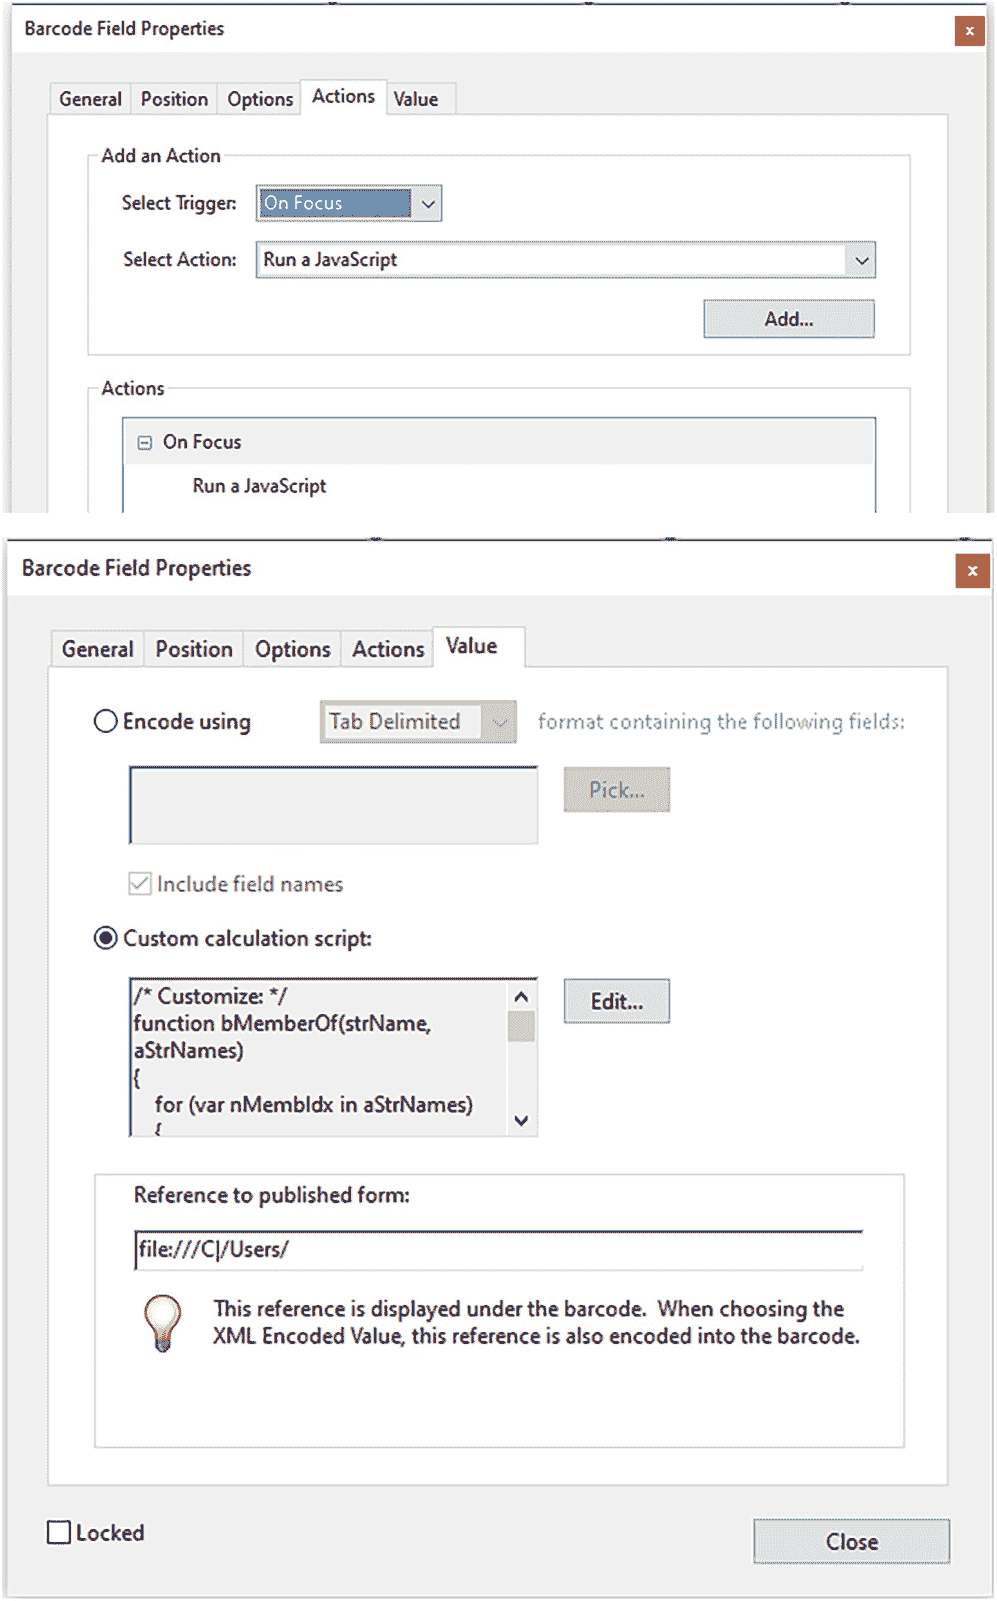 Barcode Field Properties
x
General Position Options Actions Value
Add an Action
Select Trigger: On Focus
Select Action: Run a JavaScript
Add...
Actions
On Focus
Run a JavaScript
Barcode Field Properties
x
General Position Options Actions Value
Encode using Tab Delimited format containing the following fields:
Pick...
Include field names
Custom calculation script:
/* Customize: */
function bMemberOf(strName,
aStrNames)
{
for (var nMembIdx in aStrNames)
{
Edit...
Reference to published form:
file:///C|/Users/
This reference is displayed under the barcode. When choosing the
XML Encoded Value, this reference is also encoded into the barcode.
Locked
Close